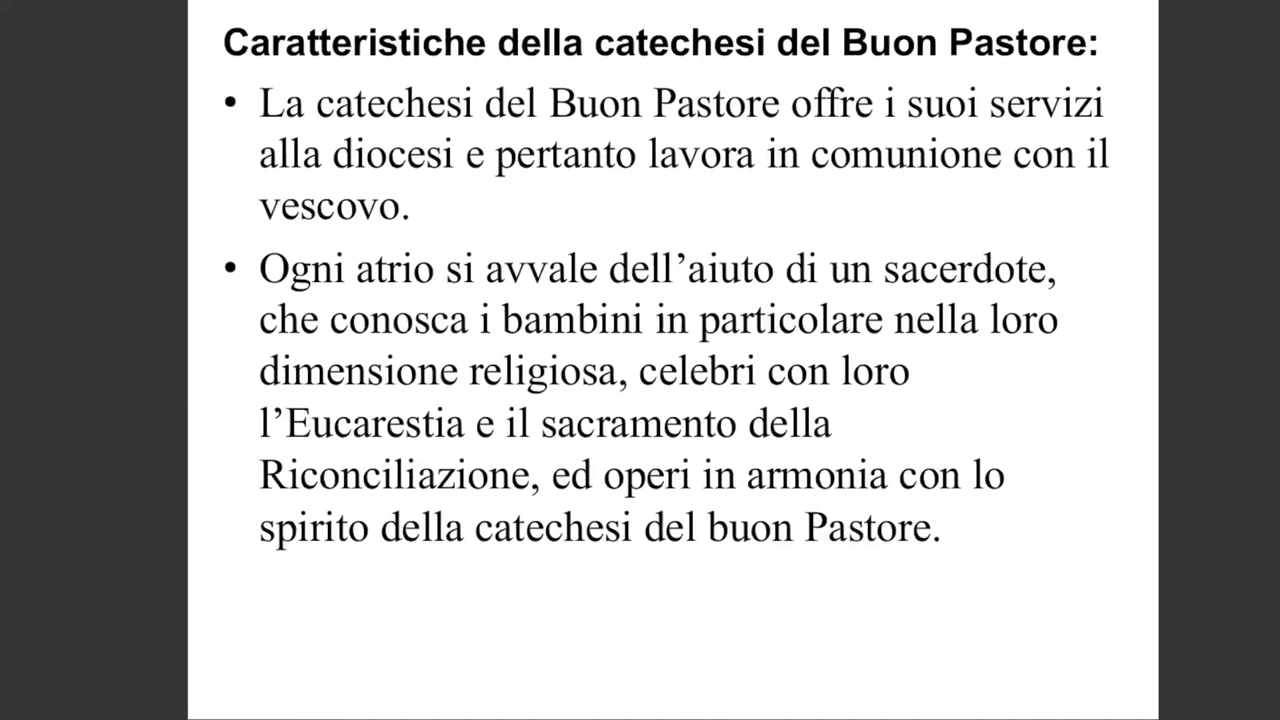 Caratteristiche della catechesi del Buon Pastore:
• La catechesi del Buon Pastore offre i suoi servizi
alla diocesi e pertanto lavora in comunione con il
vescovo.
• Ogni atrio si avvale dell’aiuto di un sacerdote,
che conosca i bambini in particolare nella loro
dimensione religiosa, celebri con loro
l’Eucarestia e il sacramento della
Riconciliazione, ed operi in armonia con lo
spirito della catechesi del buon Pastore.